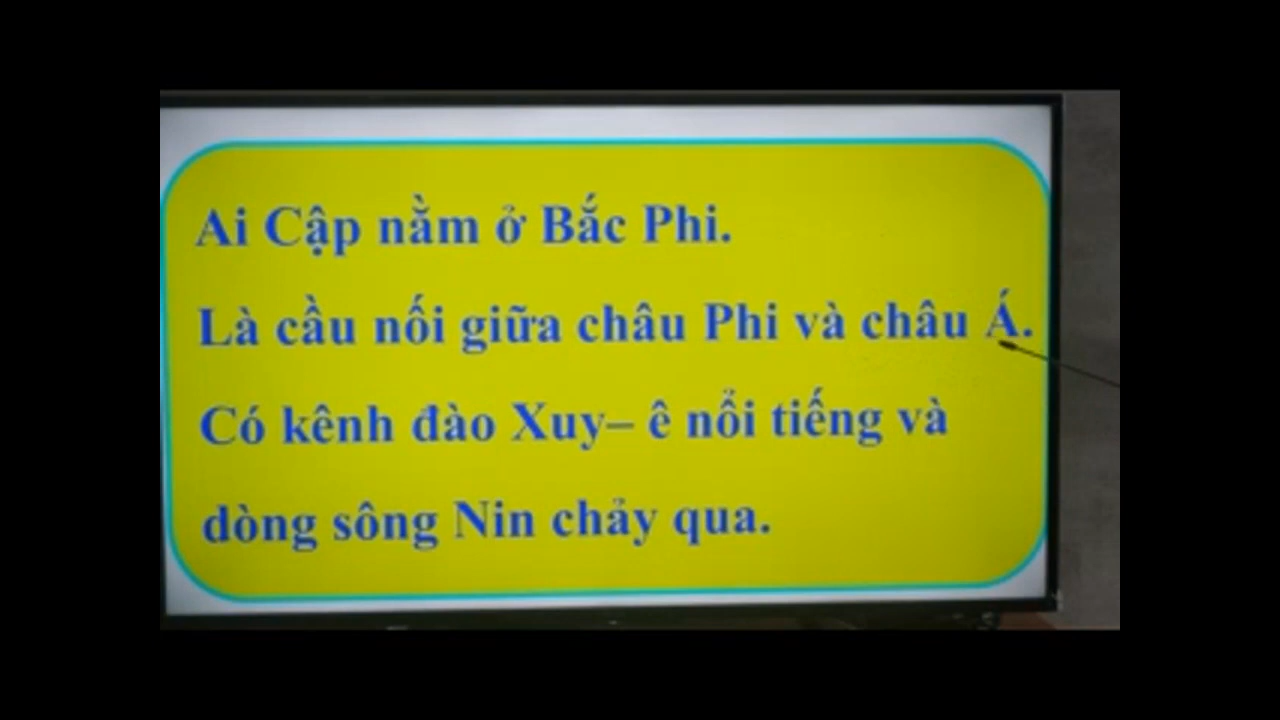 Ai Cập nằm ở Bắc Phi.
Là cầu nối giữa châu Phi và châu Á.
Có kênh đào Xuy– ê nổi tiếng và
dòng sông Nin chảy qua.